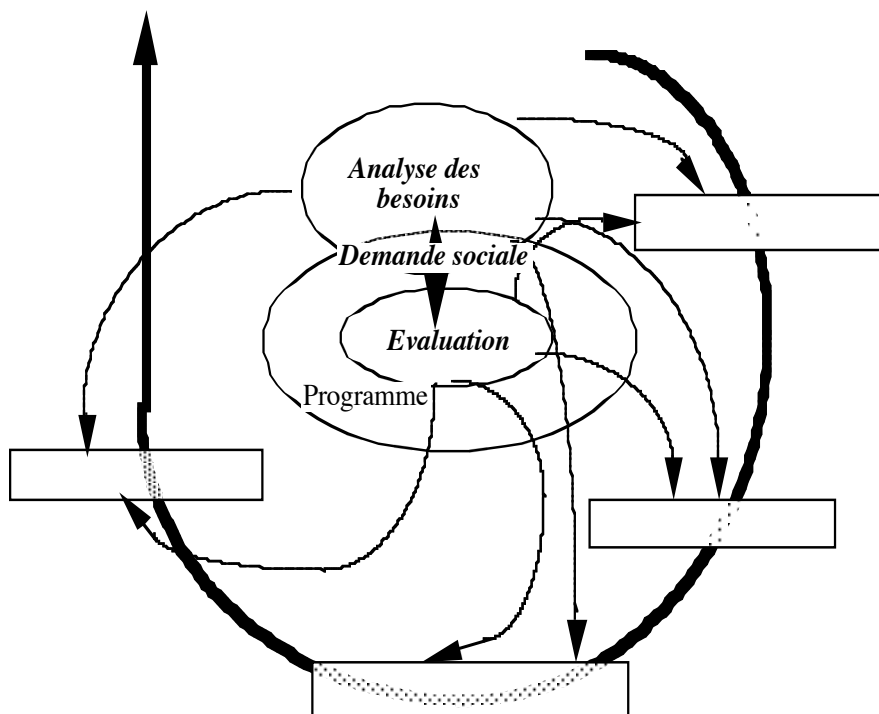 Analyse des
besoins
Demande sociale
Evaluation
Programme